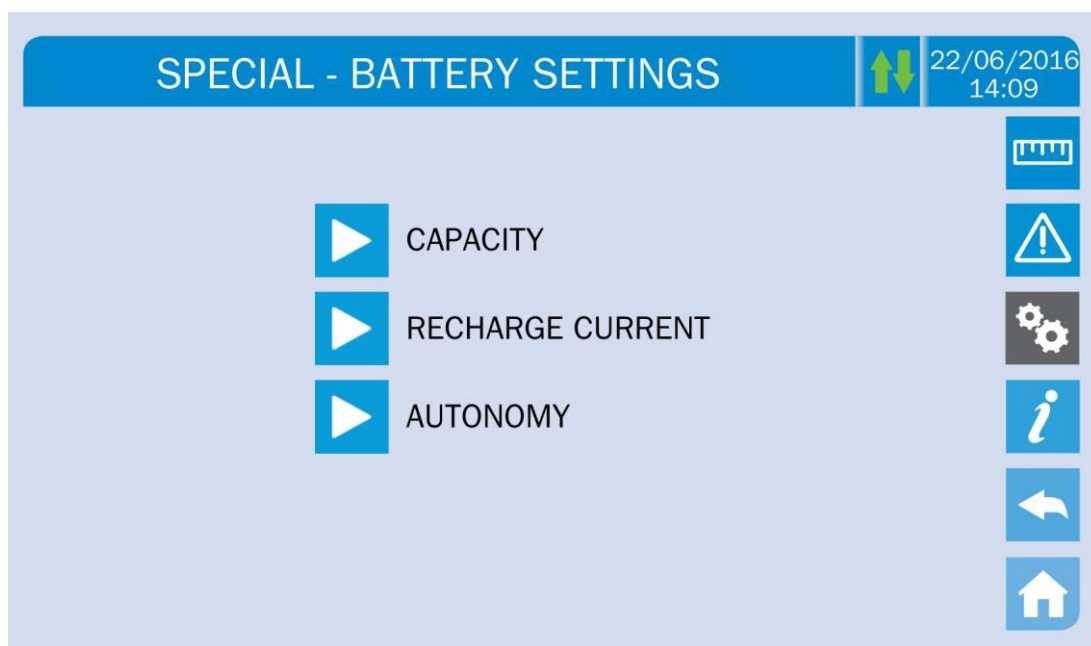 SPECIAL - BATTERY SETTINGS
22/06/2016
14:09
CAPACITY
RECHARGE CURRENT
AUTONOMY